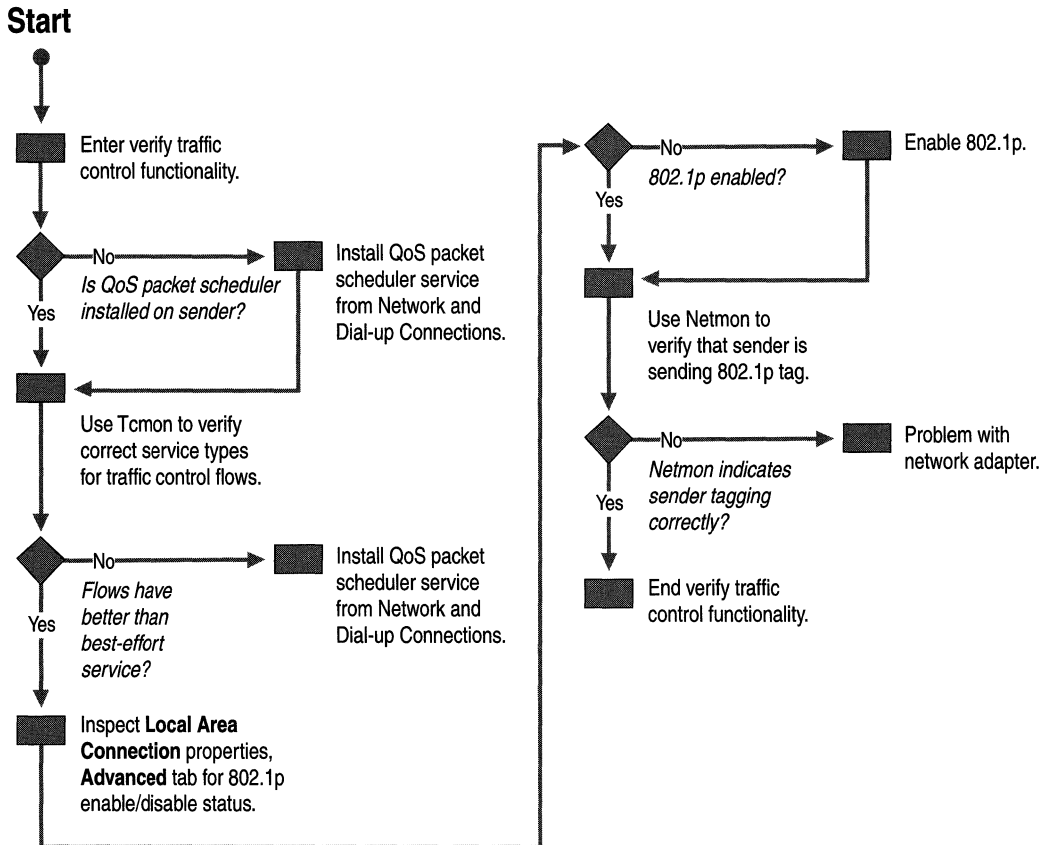 Start
Enter verify traffic
control functionality.
No
Is QoS packet scheduler
installed on sender?
Yes
Install QoS packet
scheduler service
from Network and
Dial-up Connections.
Use Tcmon to verify
correct service types
for traffic control flows.
No
Flows have
better than
best-effort
service?
Yes
Install QoS packet
scheduler service
from Network and
Dial-up Connections.
Inspect Local Area
Connection properties,
Advanced tab for 802.1p
enable/disable status.
No
802.1p enabled?
Yes
Enable 802.1p.
Use Netmon to
verify that sender is
sending 802.1p tag.
No
Netmon indicates
sender tagging
correctly?
Yes
Problem with
network adapter.
End verify traffic
control functionality.